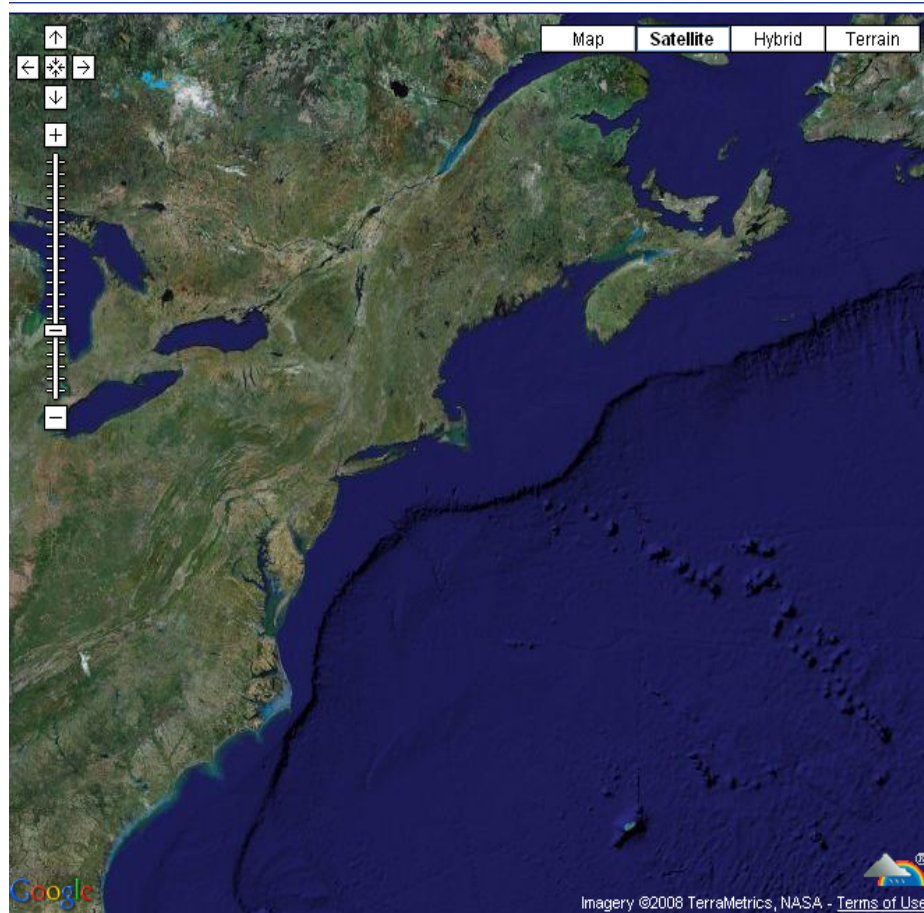 Map Satellite Hybrid Terrain
Google
Imagery ©2008 TerraMetrics, NASA - Terms of Use